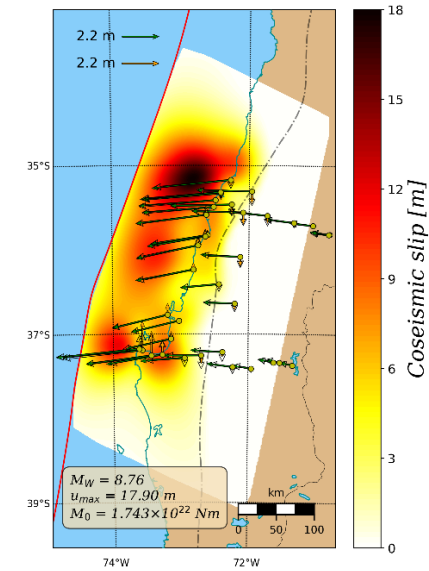 2.2 m
2.2 m
35°S
37°S
39°S
74°W
72°W
M_W = 8.76
u_max = 17.90 m
M_0 = 1.743×10^22 Nm
km
0 50 100
18
15
12
9
6
3
0
Coseismic slip [m]